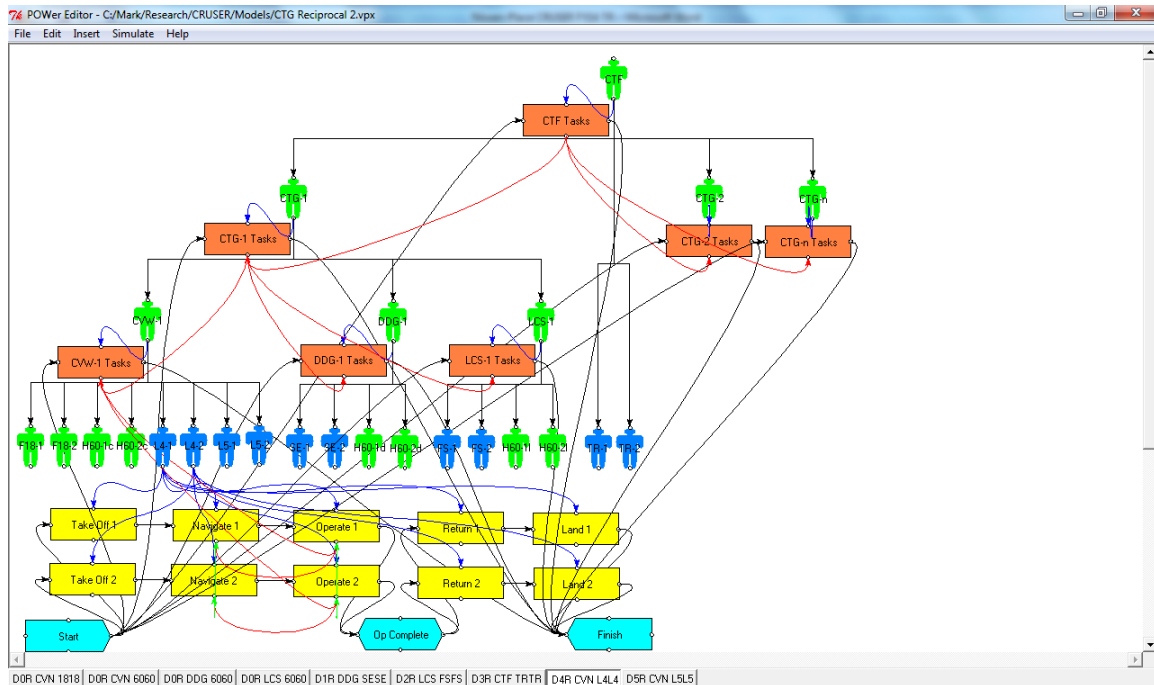 POWer Editor - C:/Mark/Research/CRUSER/Models/CTG Reciprocal 2.vpx
File Edit Insert Simulate Help
CTF
CTF Tasks
CTG-1
CTG-2
CTG-n
CTG-1 Tasks
CTG-2 Tasks
CTG-n Tasks
CVW-1
DDG-1
LCS-1
CVW-1 Tasks
DDG-1 Tasks
LCS-1 Tasks
F18-1 F18-2 H60-1c H60-2c L4-1 L4-2 L5-1 L5-2 SE-1 SE-2 H60-1d H60-2d FS-1 FS-2 H60-1l H60-2l TR-1 TR-2
Take Off 1 Navigate 1 Operate 1 Return 1 Land 1
Take Off 2 Navigate 2 Operate 2 Return 2 Land 2
Start Op Complete Finish
D0R CVN 1818 D0R CVN 6060 D0R DDG 6060 D0R LCS 6060 D1R DDG SESE D2R LCS FSFS D3R CTF TRTR D4R CVN L4L4 D5R CVN L5L5